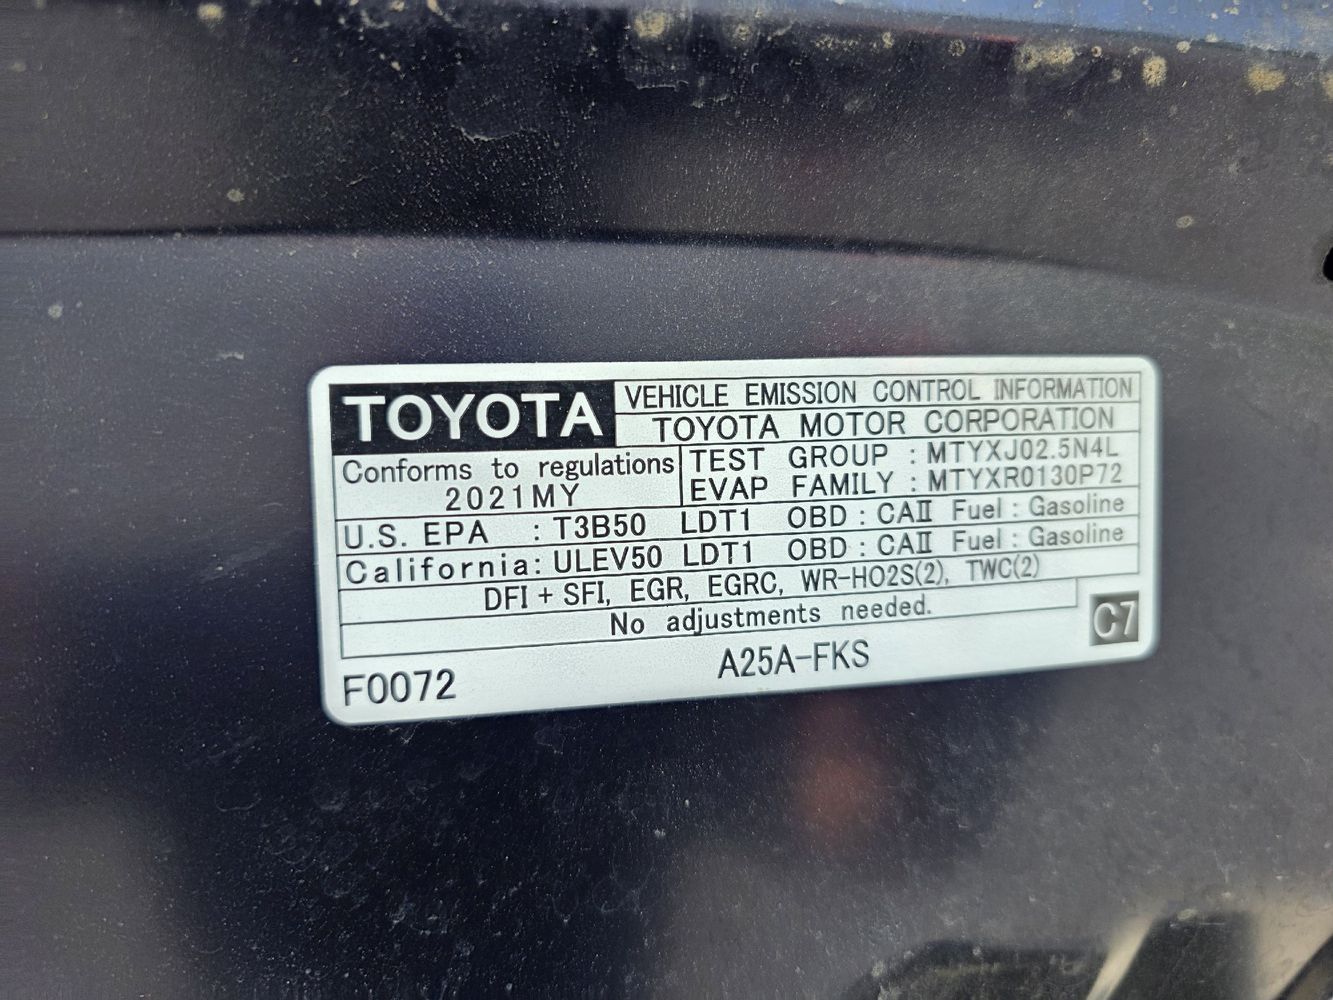 TOYOTA
VEHICLE EMISSION CONTROL INFORMATION
TOYOTA MOTOR CORPORATION
Conforms to regulations
2021MY
TEST GROUP : MTYXJ02.5N4L
EVAP FAMILY : MTYXR0130P72
U.S. EPA : T3B50 LDT1 OBD : CAⅡ Fuel : Gasoline
California: ULEV50 LDT1 OBD : CAⅡ Fuel : Gasoline
DFI + SFI, EGR, EGRC, WR-HO2S(2), TWC(2)
No adjustments needed.
C7
F0072
A25A-FKS